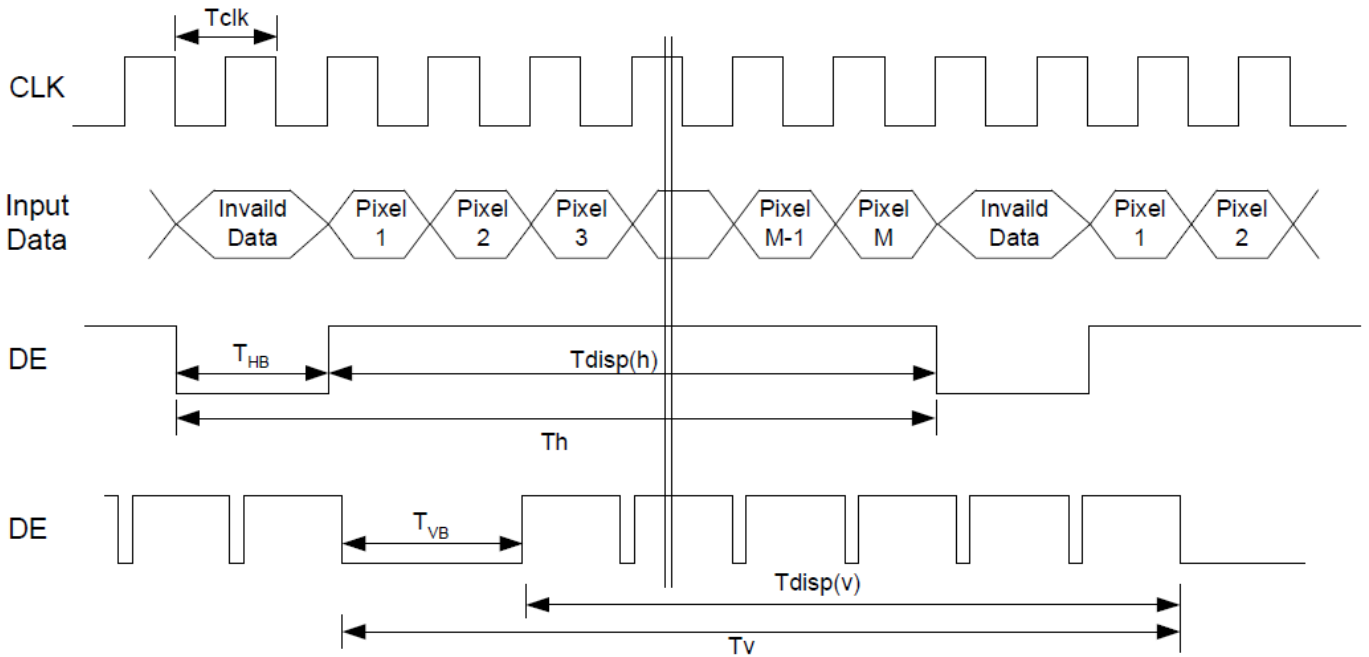 Tclk
CLK
Input
Data
Invaild
Data
Pixel
1
Pixel
2
Pixel
3
Pixel
M-1
Pixel
M
Invaild
Data
Pixel
1
Pixel
2
DE
THB
Tdisp(h)
Th
DE
TVB
Tdisp(v)
Tv